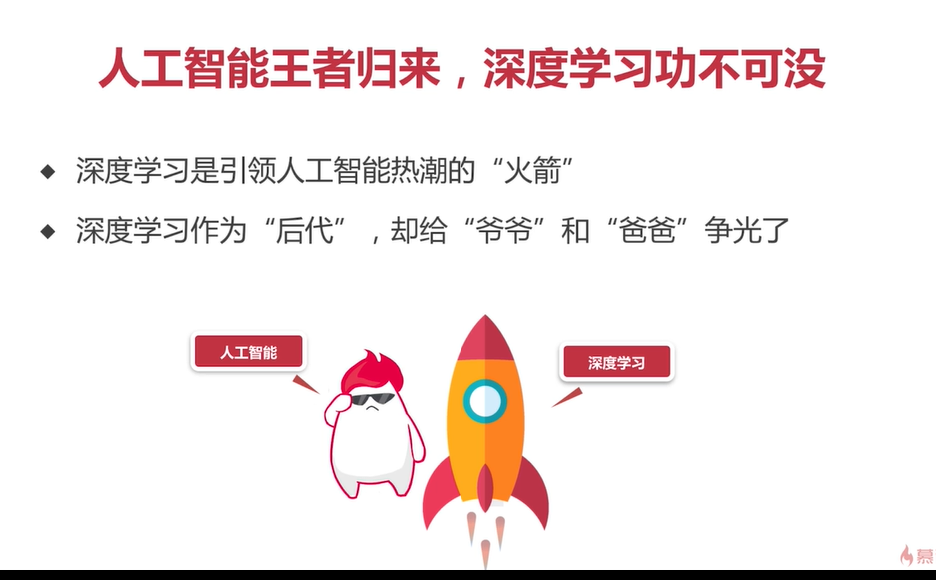 人工智能王者归来，深度学习功不可没
深度学习是引领人工智能热潮的“火箭”
深度学习作为“后代”，却给“爷爷”和“爸爸”争光了
人工智能
深度学习
慕